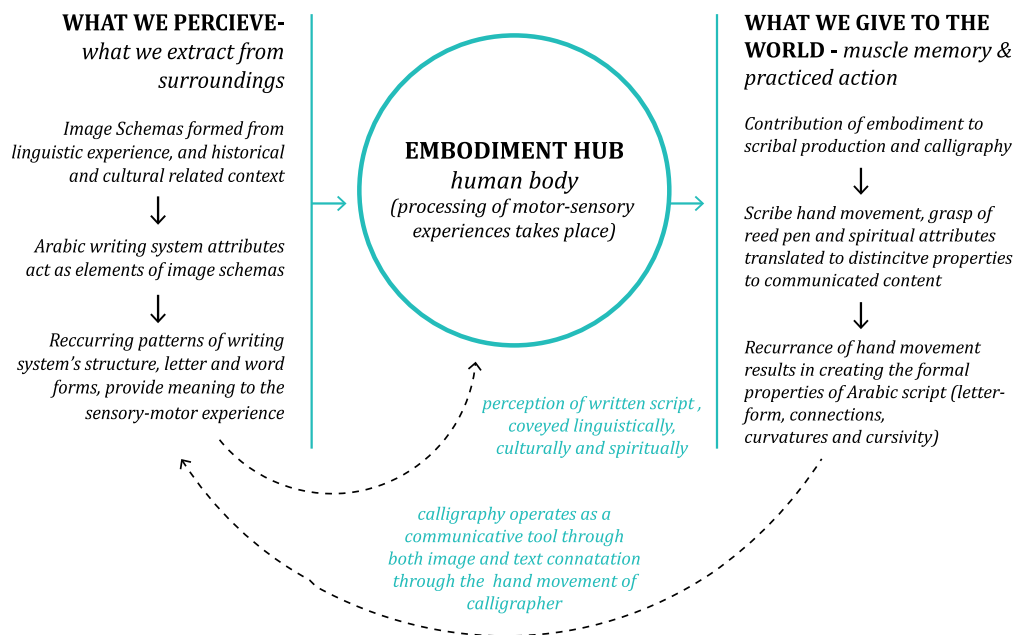 WHAT WE PERCIEVE-
what we extract from
surroundings
Image Schemas formed from
linguistic experience, and historical
and cultural related context
Arabic writing system attributes
act as elements of image schemas
Reccurring patterns of writing
system's structure, letter and word
forms, provide meaning to the
sensory-motor experience
EMBODIMENT HUB
human body
(processing of motor-sensory
experiences takes place)
perception of written script ,
coveyed linguistically,
culturally and spiritually
calligraphy operates as a
communicative tool through
both image and text connatation
through the hand movement of
calligrapher
WHAT WE GIVE TO THE
WORLD - muscle memory &
practiced action
Contribution of embodiment to
scribal production and calligraphy
Scribe hand movement, grasp of
reed pen and spiritual attributes
translated to distincitve properties
to communicated content
Recurrance of hand movement
results in creating the formal
properties of Arabic script (letter-
form, connections,
curvatures and cursivity)